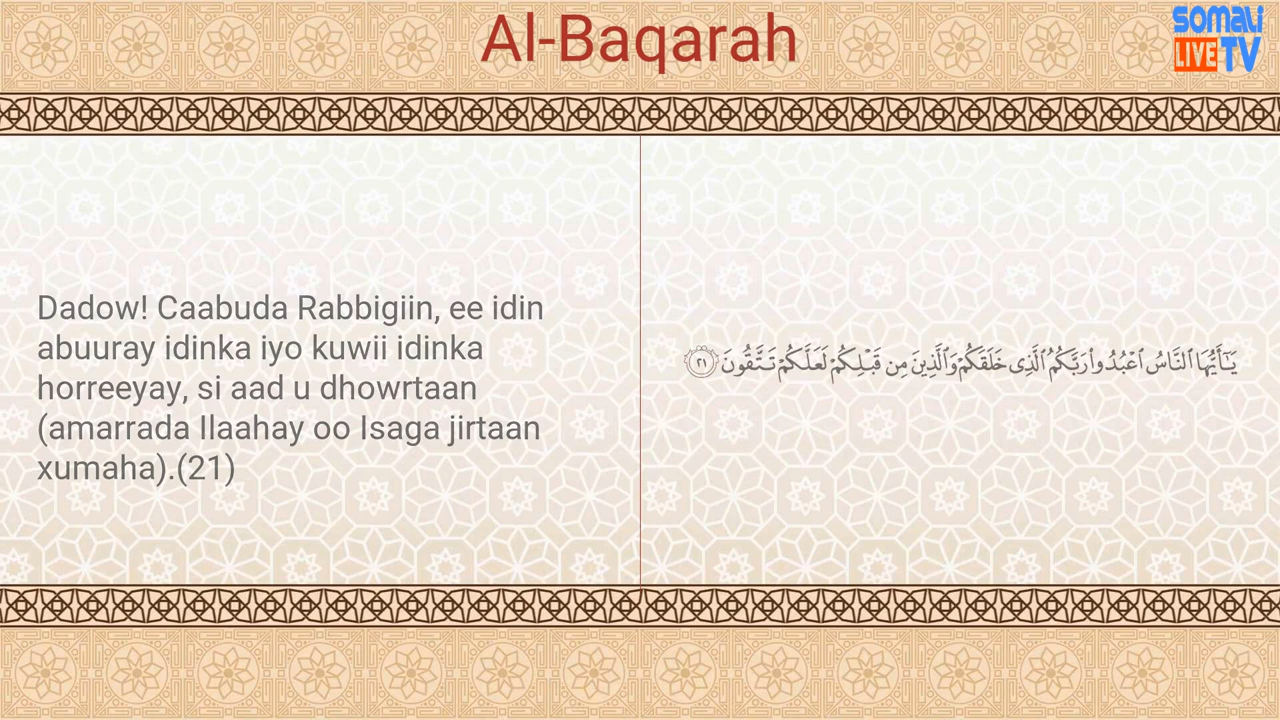 Al-Baqarah
SOMALI
LIVE TV
Dadow! Caabuda Rabbigiin, ee idin
abuuray idinka iyo kuwii idinka
horreeyay, si aad u dhowrtaan
(amarrada Ilaahay oo Isaga jirtaan
xumaha).(21)
يَـٰٓأَيُّهَا ٱلنَّاسُ ٱعْبُدُوا۟ رَبَّكُمُ ٱلَّذِى خَلَقَكُمْ وَٱلَّذِينَ مِن قَبْلِكُمْ لَعَلَّكُمْ تَتَّقُونَ ٢١